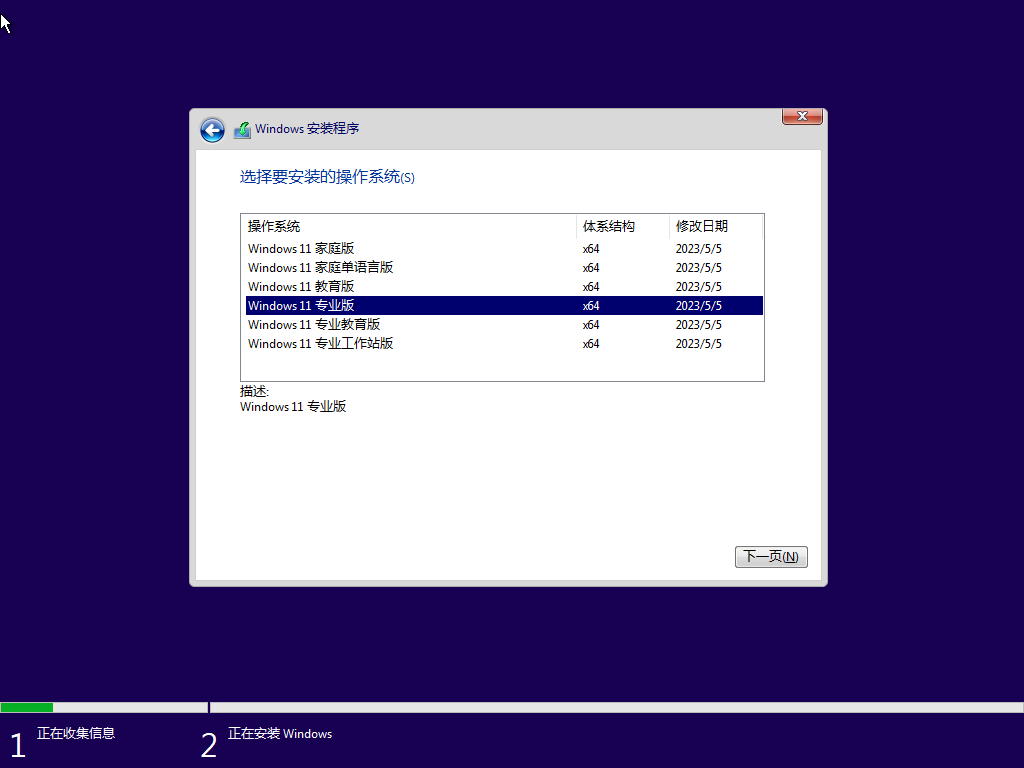 Windows 安装程序
选择要安装的操作系统(S)
操作系统 体系结构 修改日期
Windows 11 家庭版 x64 2023/5/5
Windows 11 家庭单语言版 x64 2023/5/5
Windows 11 教育版 x64 2023/5/5
Windows 11 专业版 x64 2023/5/5
Windows 11 专业教育版 x64 2023/5/5
Windows 11 专业工作站版 x64 2023/5/5
描述:
Windows 11 专业版
下一页(N)
1 正在收集信息 2 正在安装 Windows